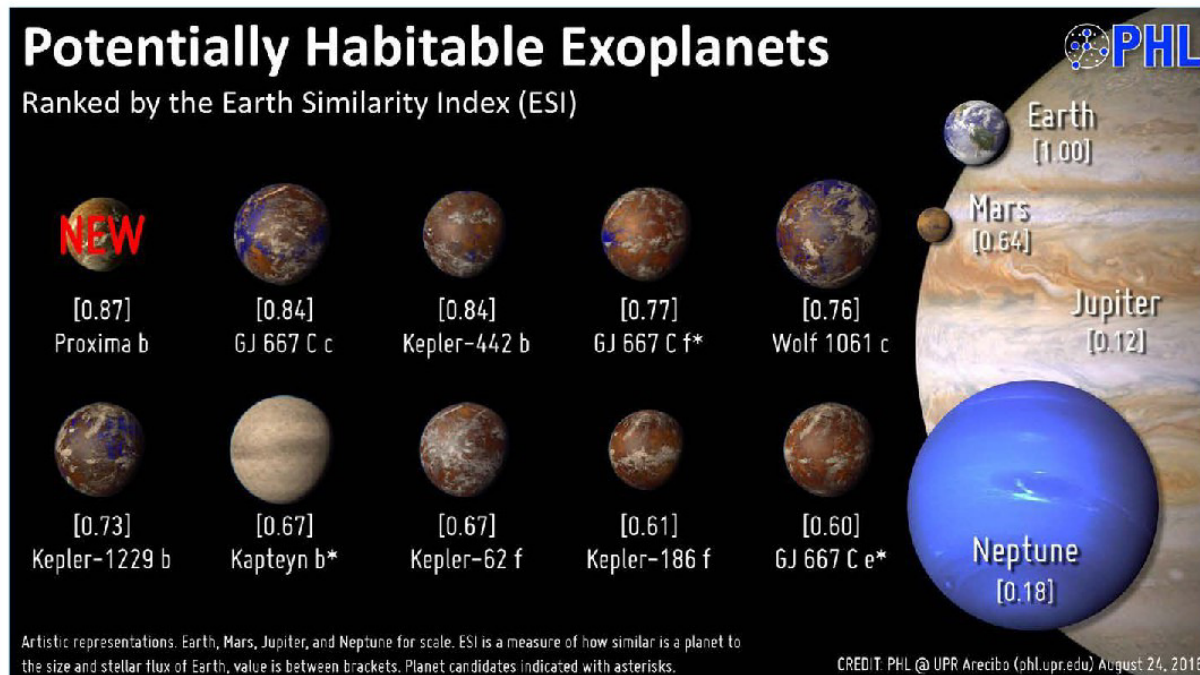 Potentially Habitable Exoplanets
PHL
Ranked by the Earth Similarity Index (ESI)
Earth
[1.00]
Mars
[0.64]
Jupiter
[0.12]
Neptune
[0.18]
NEW
[0.87]
Proxima b
[0.84]
GJ 667 C c
[0.84]
Kepler-442 b
[0.77]
GJ 667 C f*
[0.76]
Wolf 1061 c
[0.73]
Kepler-1229 b
[0.67]
Kapteyn b*
[0.67]
Kepler-62 f
[0.61]
Kepler-186 f
[0.60]
GJ 667 C e*
Artistic representations. Earth, Mars, Jupiter, and Neptune for scale. ESI is a measure of how similar is a planet to
the size and stellar flux of Earth, value is between brackets. Planet candidates indicated with asterisks.
CREDIT: PHL @ UPR Arecibo (phl.upr.edu) August 24, 2016